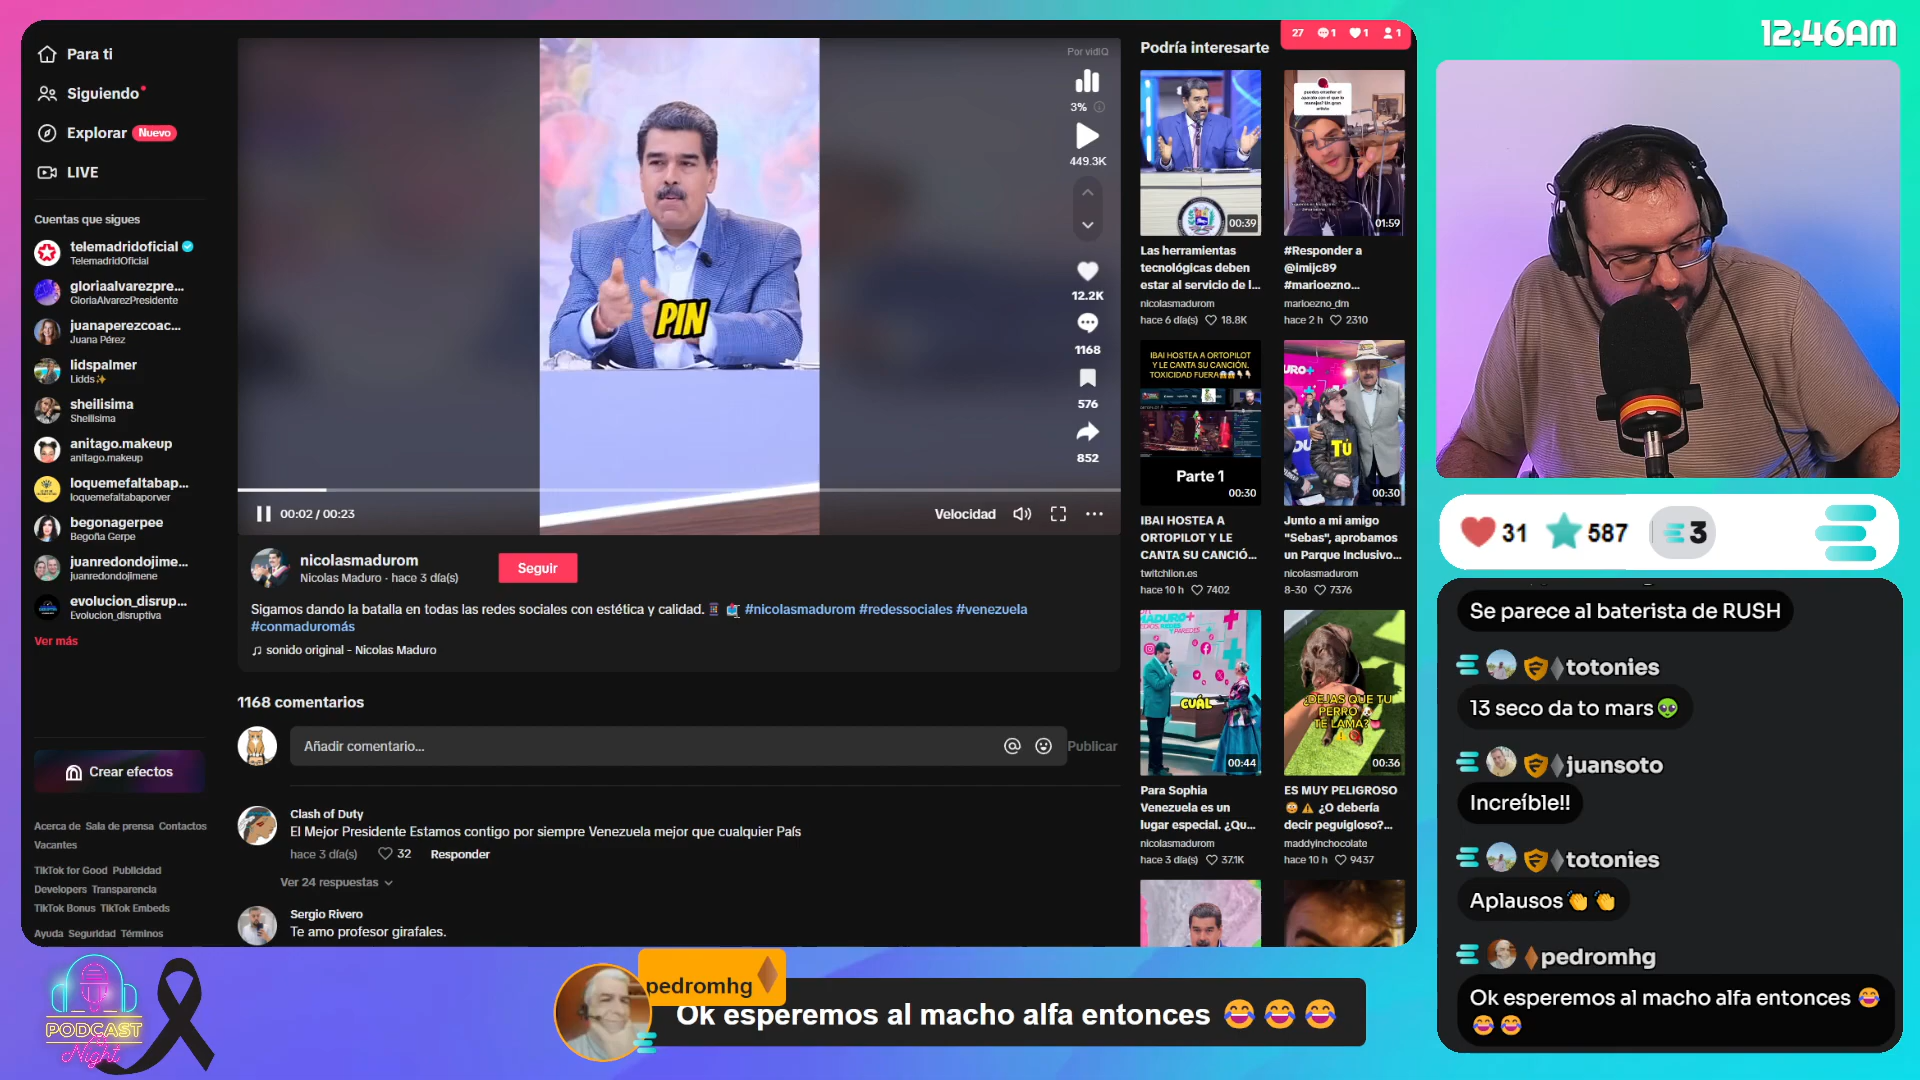 12:46AM
Para ti
Siguiendo
Explorar Nuevo
LIVE
Cuentas que sigues
telemadridoficial
TelemadridOficial
gloriaalvarezpre...
GloriaAlvarezPresidente
juanaperezcoac...
Juana Pérez
lidspalmer
Lidds✨
sheilisima
Sheilisima
anitago.makeup
anitago.makeup
loquemefaltabap...
loquemefaltabaporver
begonagerpee
Begoña Gerpe
juanredondojime...
juanredondojimene
evolucion_disrup...
Evolucion_disruptiva
Ver más
Crear efectos
Acerca de Sala de prensa Contactos
Vacantes
TikTok for Good Publicidad
Developers Transparencia
TikTok Bonus TikTok Embeds
Ayuda Seguridad Términos
PIN
Por vidIQ
3%
449.3K
12.2K
1168
576
852
00:02 / 00:23
Velocidad
nicolasmadurom
Nicolas Maduro · hace 3 día(s)
Seguir
Sigamos dando la batalla en todas las redes sociales con estética y calidad. #nicolasmadurom #redessociales #venezuela
#conmaduromás
♫ sonido original - Nicolas Maduro
1168 comentarios
Añadir comentario...
Publicar
Clash of Duty
El Mejor Presidente Estamos contigo por siempre Venezuela mejor que cualquier País
hace 3 día(s) 32 Responder
Ver 24 respuestas
Sergio Rivero
Te amo profesor girafales.
Podría interesarte
27 1 1 1
00:39
Las herramientas
tecnológicas deben
estar al servicio de l...
nicolasmadurom
hace 6 día(s) 18.8K
01:59
#Responder a
@imijc89
#marioezno...
marioezno_dm
hace 2 h 2310
IBAI HOSTEA A ORTOPILOT
Y LE CANTA SU CANCIÓN.
TOXICIDAD FUERA😱😱👇👇
Parte 1
00:30
IBAI HOSTEA A
ORTOPILOT Y LE
CANTA SU CANCIÓ...
twitchlion.es
hace 10 h 7402
TÚ
00:30
Junto a mi amigo
"Sebas", aprobamos
un Parque Inclusivo...
nicolasmadurom
8-30 7376
MADURO+
CUÁL
00:44
Para Sophia
Venezuela es un
lugar especial. ¿Qu...
nicolasmadurom
hace 3 día(s) 37.1K
¿DEJAS QUE TU
PERRO
TE LAMA?
00:36
ES MUY PELIGROSO
😳 ⚠️ ¿O debería
decir peguigloso?...
maddyinchocolate
hace 10 h 9437
31 587 3
Se parece al baterista de RUSH
totonies
13 seco da to mars👽
juansoto
Increíble!!
totonies
Aplausos👏👏
pedromhg
Ok esperemos al macho alfa entonces 😂
😂😂
PODCAST
Night
pedromhg
Ok esperemos al macho alfa entonces 😂 😂 😂